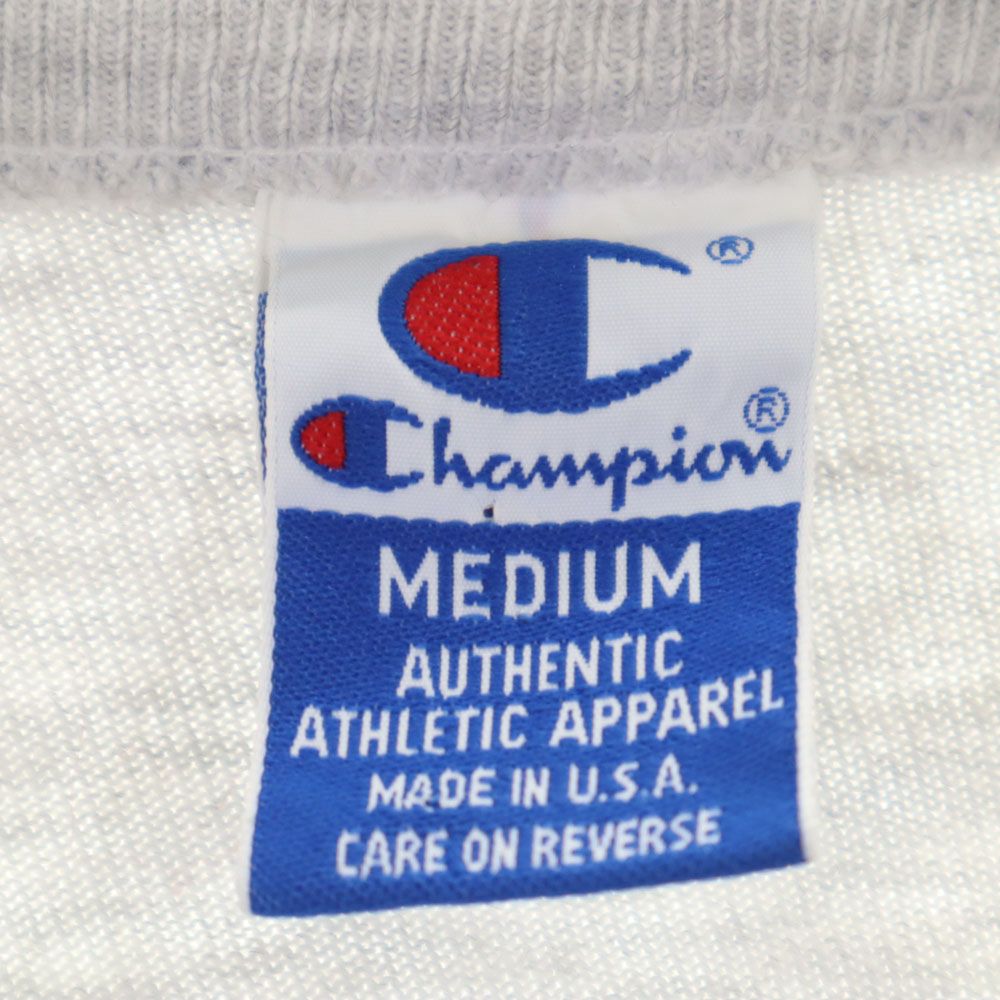 ®
Champion®
MEDIUM
AUTHENTIC
ATHLETIC APPAREL
MADE IN U.S.A.
CARE ON REVERSE